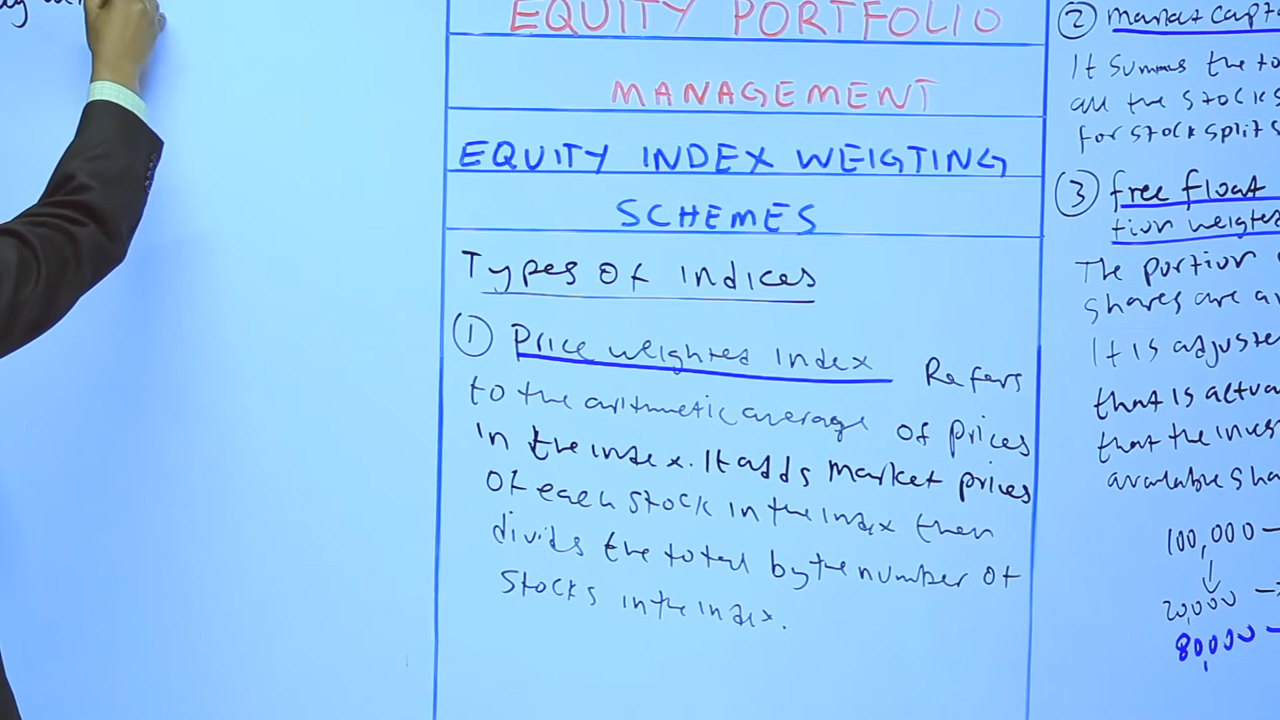 EQUITY PORTFOLIO
MANAGEMENT
EQUITY INDEX WEIGTING
SCHEMES
Types of Indices
① Price weighted index Refers
to the arithmetic average of prices
in the index. It adds market prices
of each stock in the index then
divids the total by the number of
stocks in the index.
② market capt
It Summs the to
all the stocks
for stock splits
③ free float
tion weighted
The portion
shares are
It is adjuste
that is actua
that the inves
available sha
100,000 –
20,000 –
80,000 –